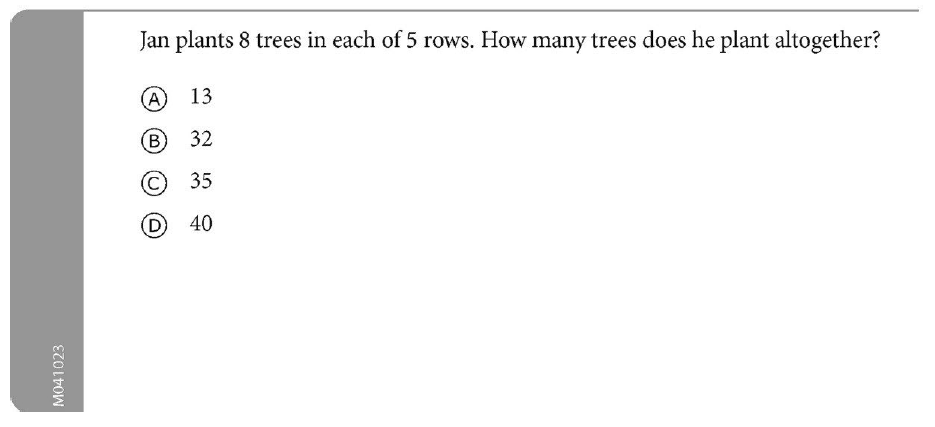 Jan plants 8 trees in each of 5 rows. How many trees does he plant altogether?
Ⓐ 13
Ⓑ 32
Ⓒ 35
Ⓓ 40
M041023